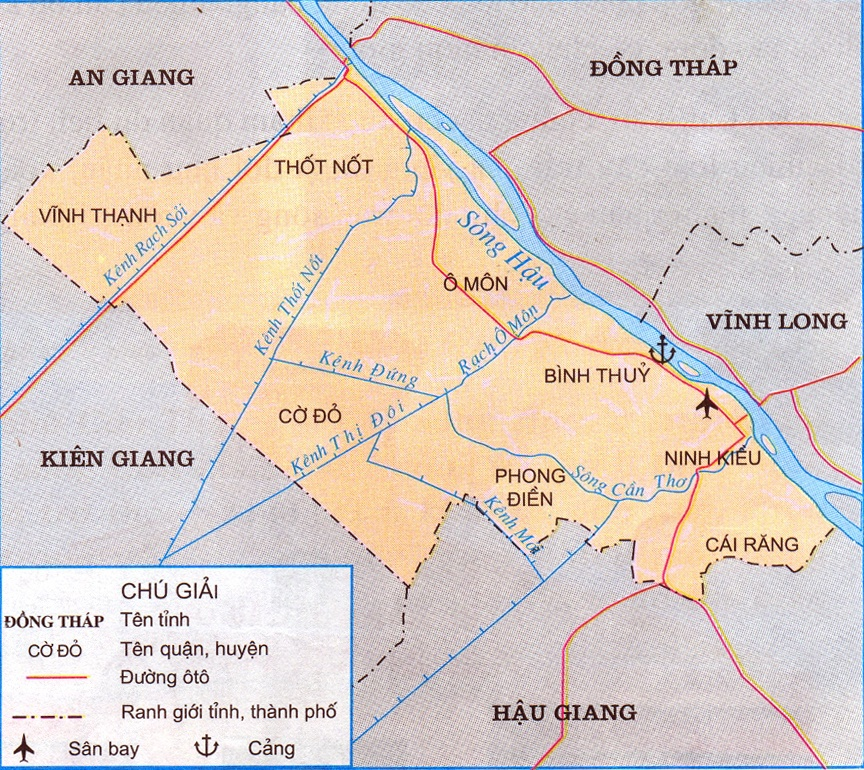 AN GIANG
ĐỒNG THÁP
THỐT NỐT
VĨNH THẠNH
Kênh Rạch Sỏi
Sông Hậu
Kênh Thốt Nốt
Ô MÔN
VĨNH LONG
Rạch Ô Môn
Kênh Đứng
BÌNH THUỶ
CỜ ĐỎ
Kênh Thị Đôi
KIÊN GIANG
NINH KIỀU
PHONG
ĐIỀN
Sông Cần Thơ
Kênh Mới
CÁI RĂNG
HẬU GIANG
CHÚ GIẢI
ĐỒNG THÁP Tên tỉnh
CỜ ĐỎ Tên quận, huyện
Đường ôtô
Ranh giới tỉnh, thành phố
Sân bay Cảng